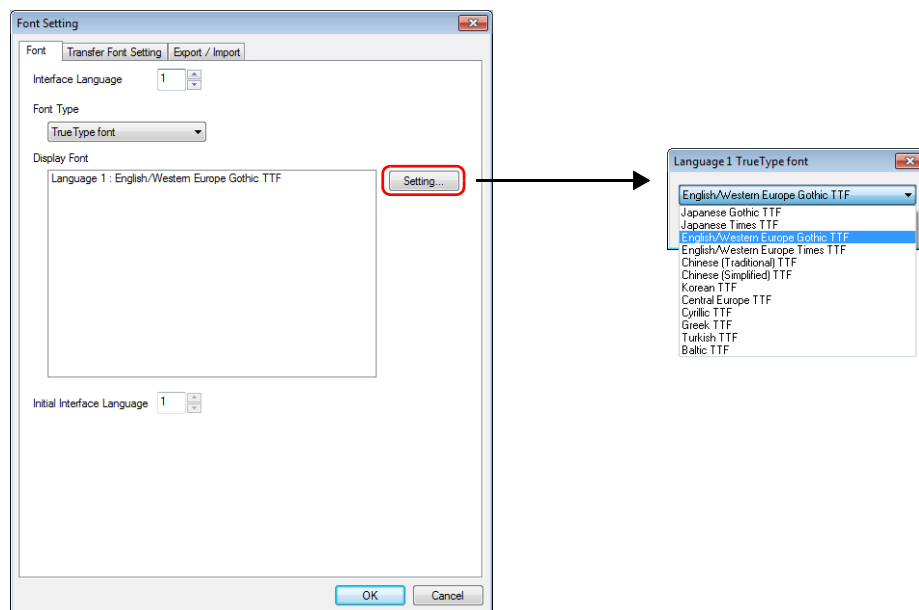 Font Setting
Font
Transfer Font Setting
Export / Import
Interface Language
1
Font Type
TrueType font
Display Font
Language 1 : English/Western Europe Gothic TTF
Setting...
Initial Interface Language
1
OK
Cancel
Language 1 TrueType font
English/Western Europe Gothic TTF
Japanese Gothic TTF
Japanese Times TTF
English/Western Europe Gothic TTF
English/Western Europe Times TTF
Chinese (Traditional) TTF
Chinese (Simplified) TTF
Korean TTF
Central Europe TTF
Cyrillic TTF
Greek TTF
Turkish TTF
Baltic TTF